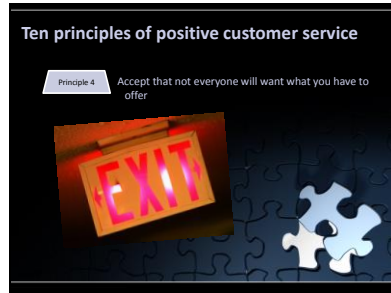 Ten principles of positive customer service
Principle 4
Accept that not everyone will want what you have to
offer
EXIT